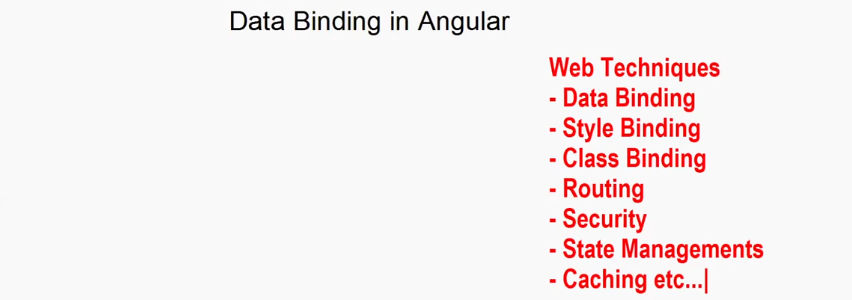 Data Binding in Angular
Web Techniques
- Data Binding
- Style Binding
- Class Binding
- Routing
- Security
- State Managements
- Caching etc...